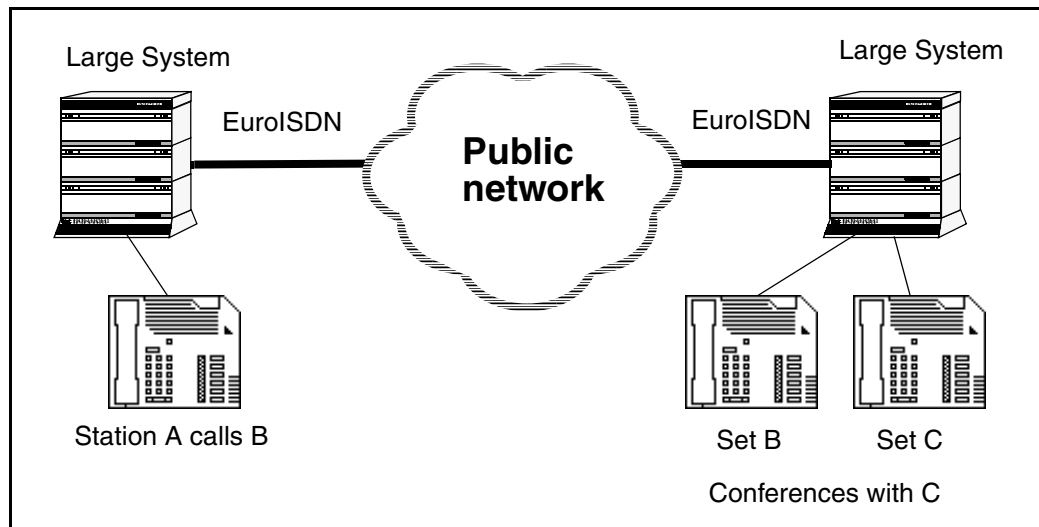 Large System
Large System
EuroISDN
EuroISDN
Public
network
Station A calls B
Set B
Set C
Conferences with C